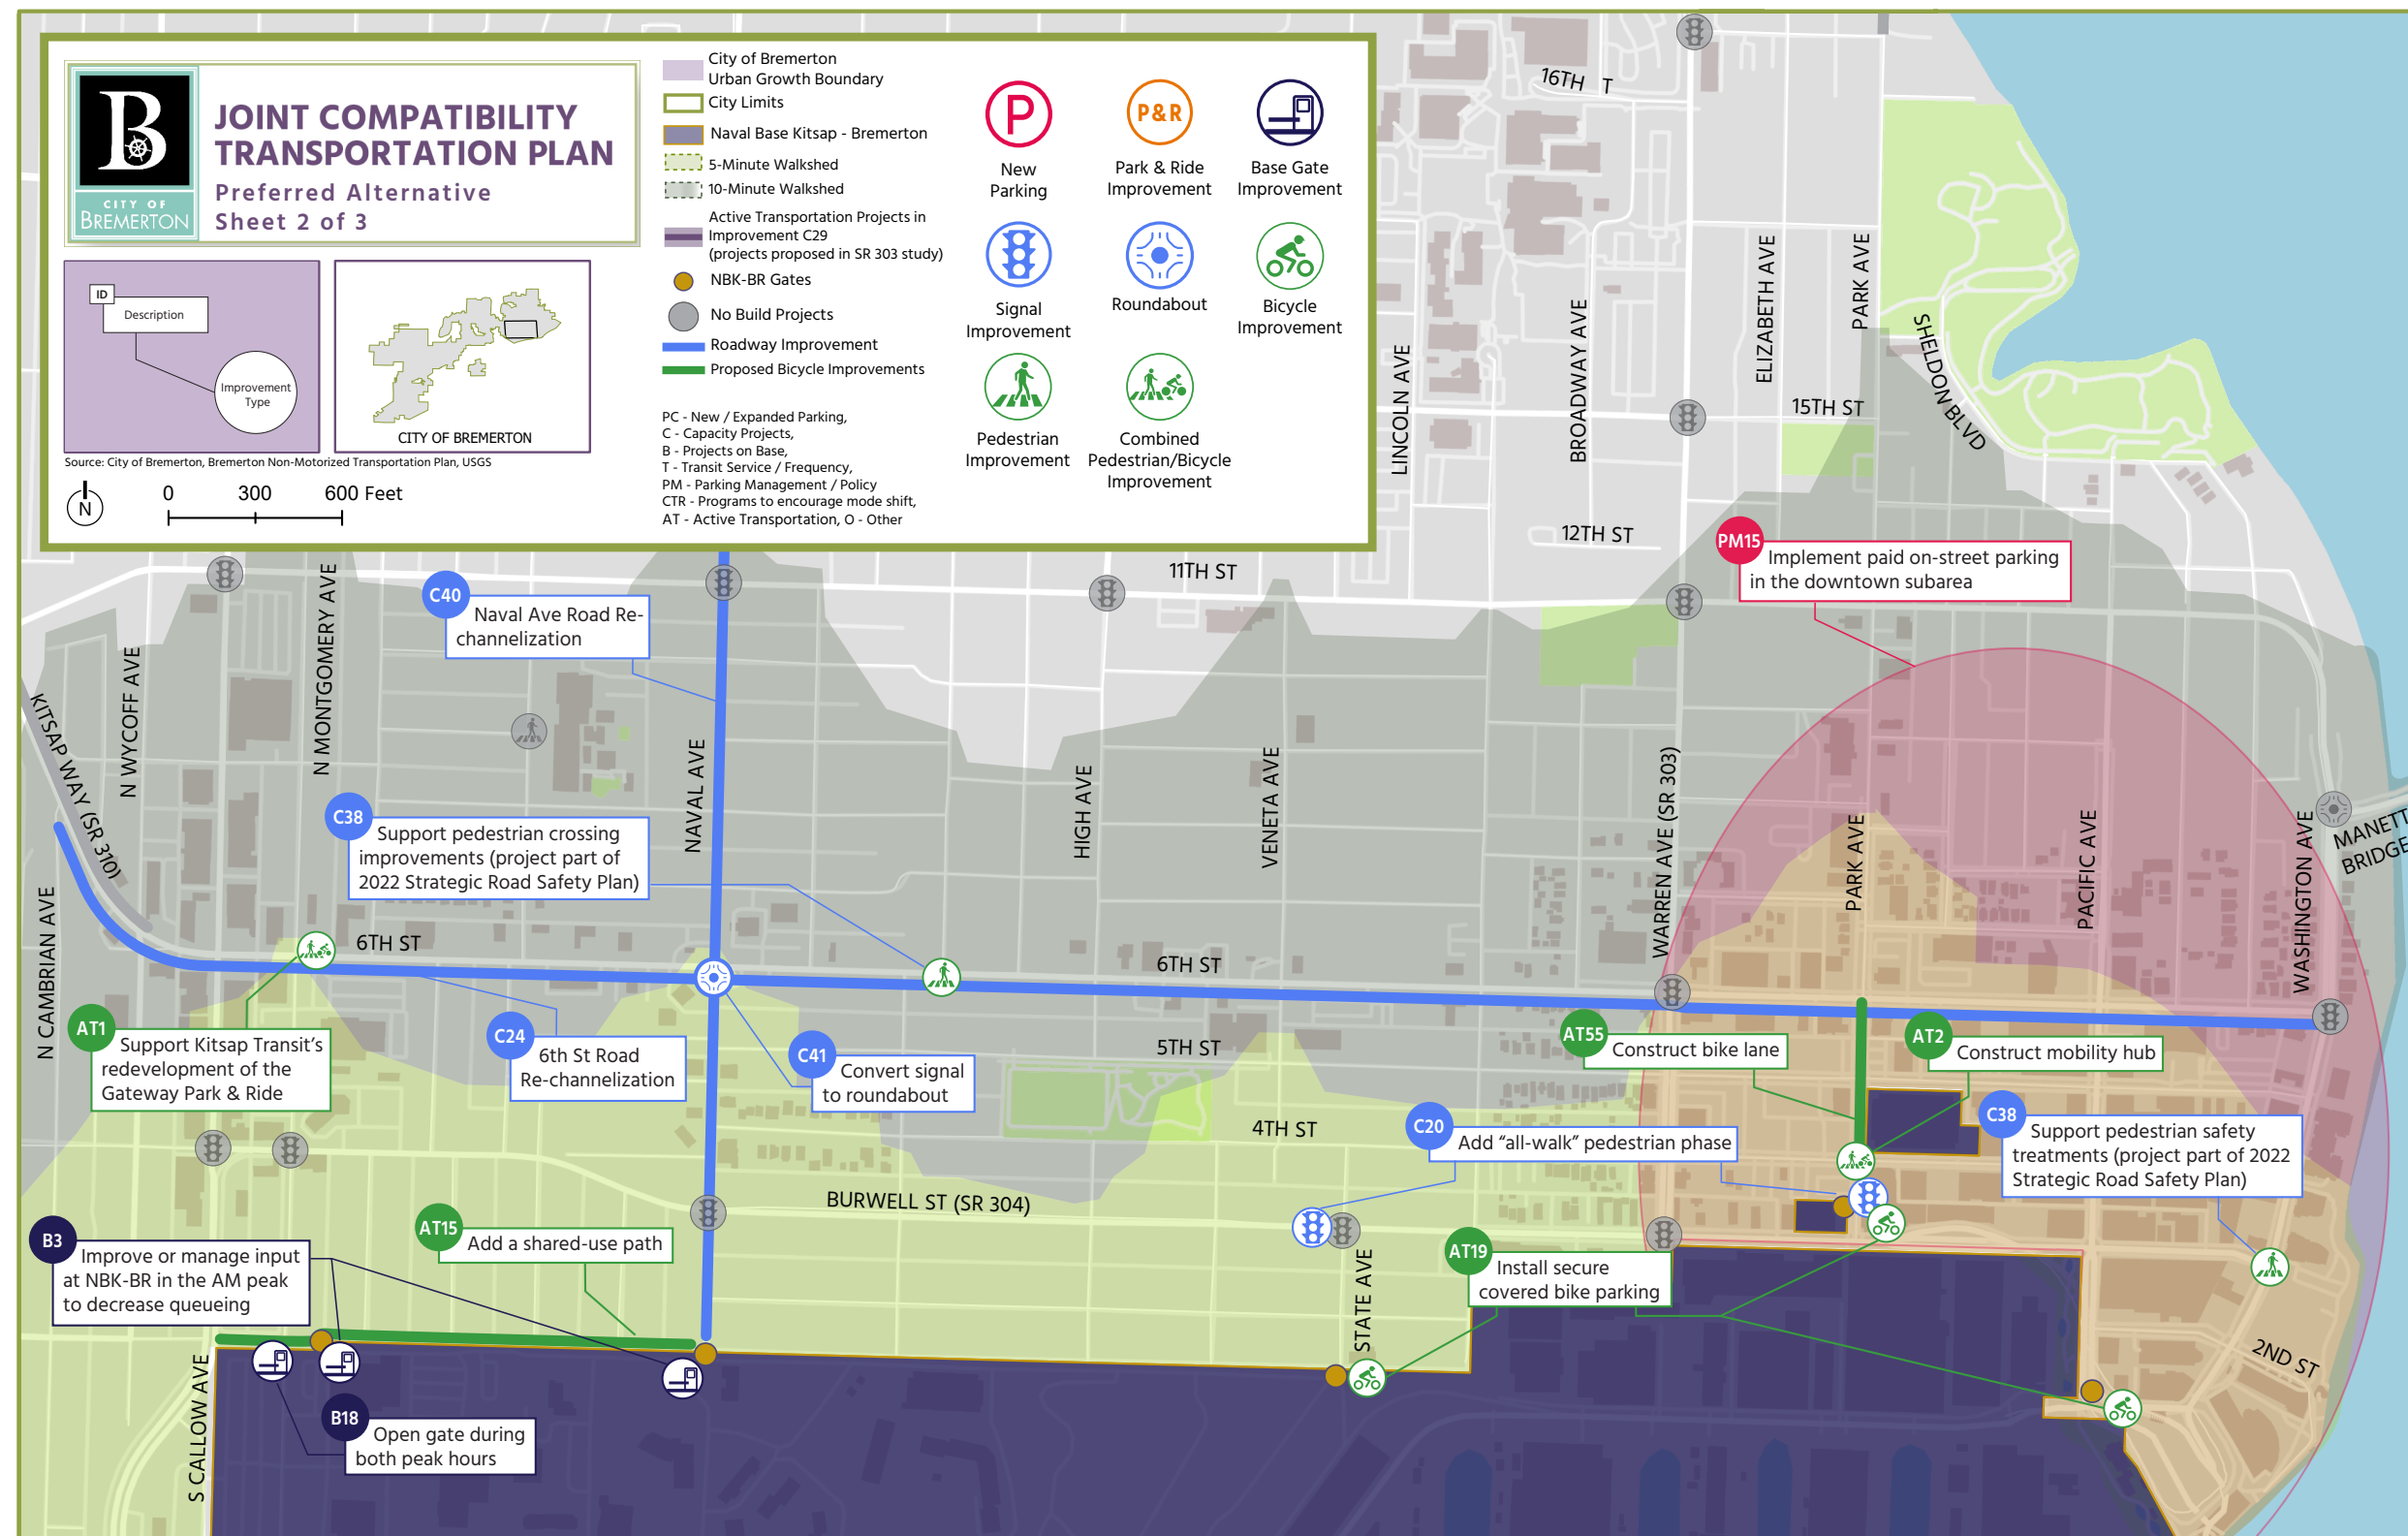 B
CITY OF
BREMERTON
JOINT COMPATIBILITY
TRANSPORTATION PLAN
Preferred Alternative
Sheet 2 of 3
ID
Description
Improvement
Type
CITY OF BREMERTON
Source: City of Bremerton, Bremerton Non-Motorized Transportation Plan, USGS
N
0 300 600 Feet
City of Bremerton
Urban Growth Boundary
City Limits
Naval Base Kitsap - Bremerton
5-Minute Walkshed
10-Minute Walkshed
Active Transportation Projects in
Improvement C29
(projects proposed in SR 303 study)
NBK-BR Gates
No Build Projects
Roadway Improvement
Proposed Bicycle Improvements
PC - New / Expanded Parking,
C - Capacity Projects,
B - Projects on Base,
T - Transit Service / Frequency,
PM - Parking Management / Policy
CTR - Programs to encourage mode shift,
AT - Active Transportation, O - Other
P
New
Parking
P&R
Park & Ride
Improvement
Base Gate
Improvement
Signal
Improvement
Roundabout
Bicycle
Improvement
Pedestrian
Improvement
Combined
Pedestrian/Bicycle
Improvement
16TH T
LINCOLN AVE
BROADWAY AVE
ELIZABETH AVE
PARK AVE
SHELDON BLVD
15TH ST
12TH ST
11TH ST
PM15
Implement paid on-street parking
in the downtown subarea
C40
Naval Ave Road Re-
channelization
KITSAP WAY (SR 310)
N WYCOFF AVE
N MONTGOMERY AVE
NAVAL AVE
HIGH AVE
VENETA AVE
WARREN AVE (SR 303)
PARK AVE
PACIFIC AVE
WASHINGTON AVE
MANETT
BRIDGE
C38
Support pedestrian crossing
improvements (project part of
2022 Strategic Road Safety Plan)
N CAMBRIAN AVE
6TH ST
6TH ST
AT1
Support Kitsap Transit's
redevelopment of the
Gateway Park & Ride
C24
6th St Road
Re-channelization
C41
Convert signal
to roundabout
5TH ST
4TH ST
AT55
Construct bike lane
AT2
Construct mobility hub
C20
Add “all-walk” pedestrian phase
C38
Support pedestrian safety
treatments (project part of 2022
Strategic Road Safety Plan)
BURWELL ST (SR 304)
B3
Improve or manage input
at NBK-BR in the AM peak
to decrease queueing
AT15
Add a shared-use path
AT19
Install secure
covered bike parking
STATE AVE
2ND ST
S CALLOW AVE
B18
Open gate during
both peak hours